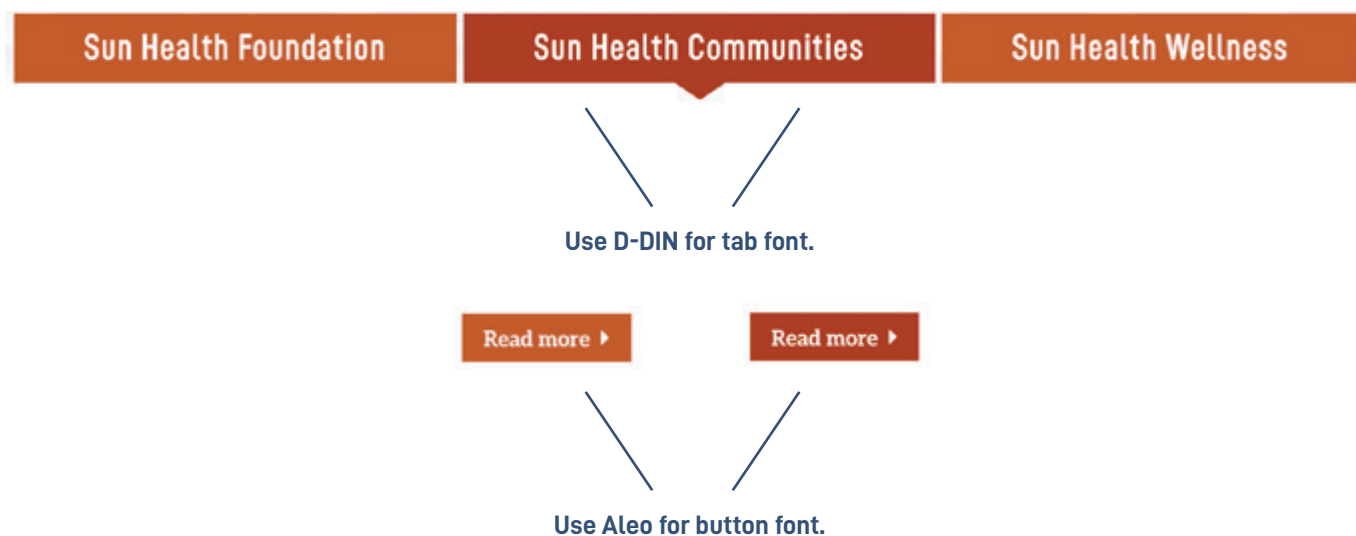 Sun Health Foundation
Sun Health Communities
Sun Health Wellness
Use D-DIN for tab font.
Read more
Read more
Use Aleo for button font.